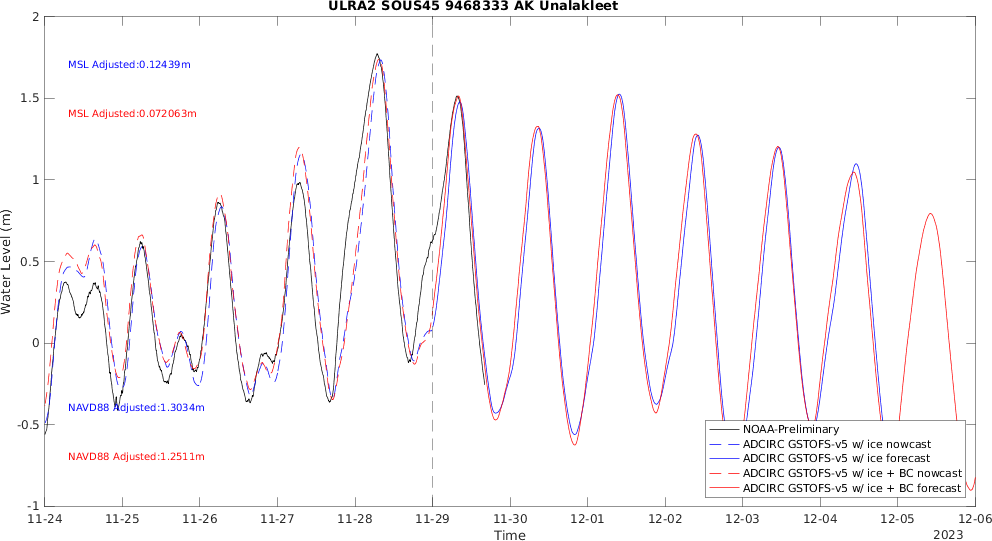 ULRA2 SOUS45 9468333 AK Unalakleet
Water Level (m)
2
1.5
1
0.5
0
-0.5
-1
MSL Adjusted:0.12439m
MSL Adjusted:0.072063m
NAVD88 Adjusted:1.3034m
NAVD88 Adjusted:1.2511m
NOAA-Preliminary
ADCIRC GSTOFS-v5 w/ ice nowcast
ADCIRC GSTOFS-v5 w/ ice forecast
ADCIRC GSTOFS-v5 w/ ice + BC nowcast
ADCIRC GSTOFS-v5 w/ ice + BC forecast
11-24 11-25 11-26 11-27 11-28 11-29 11-30 12-01 12-02 12-03 12-04 12-05 12-06
Time
2023